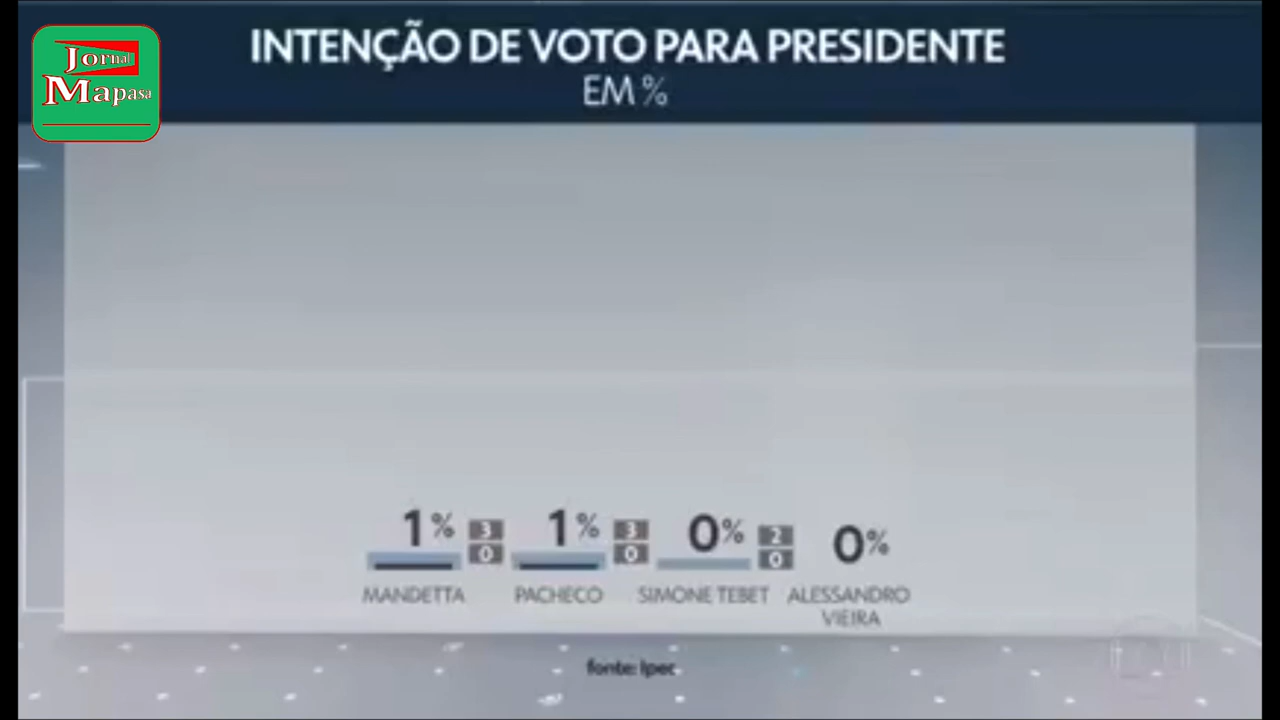 Jornal
Mapasa
INTENÇÃO DE VOTO PARA PRESIDENTE
EM %
1% 3 0
1% 3 0
0% 2 0
0%
MANDETTA
PACHECO
SIMONE TEBET
ALESSANDRO
VIEIRA
fonte: Ipec